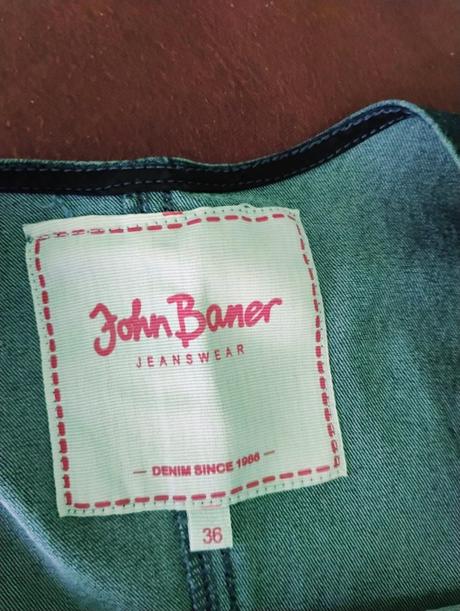 John Baner
JEANSWEAR
— DENIM SINCE 1986 —
36